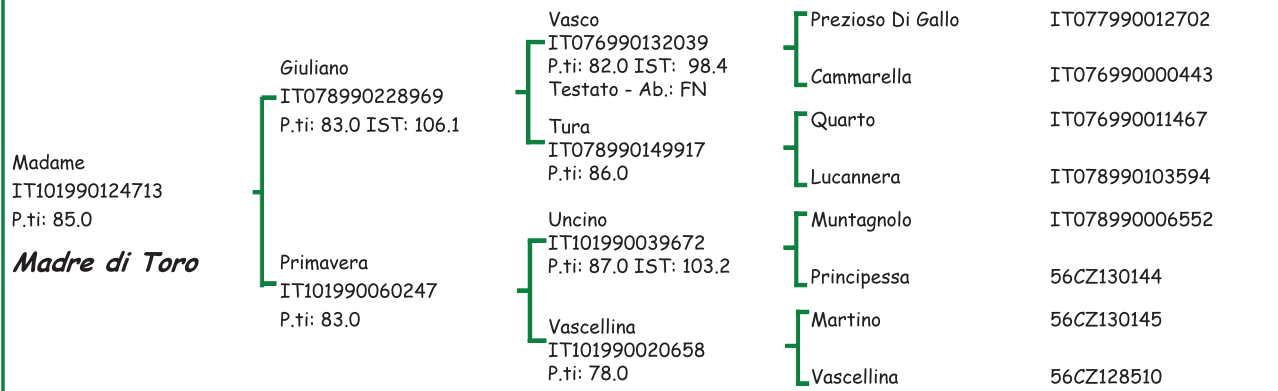 Madame
IT101990124713
P.ti: 85.0
Madre di Toro
Giuliano
IT078990228969
P.ti: 83.0 IST: 106.1
Primavera
IT101990060247
P.ti: 83.0
Vasco
IT076990132039
P.ti: 82.0 IST: 98.4
Testato - Ab.: FN
Tura
IT078990149917
P.ti: 86.0
Uncino
IT101990039672
P.ti: 87.0 IST: 103.2
Vascellina
IT101990020658
P.ti: 78.0
Prezioso Di Gallo IT077990012702
Cammarella IT076990000443
Quarto IT076990011467
Lucannera IT078990103594
Muntagnolo IT078990006552
Principessa 56CZ130144
Martino 56CZ130145
Vascellina 56CZ128510